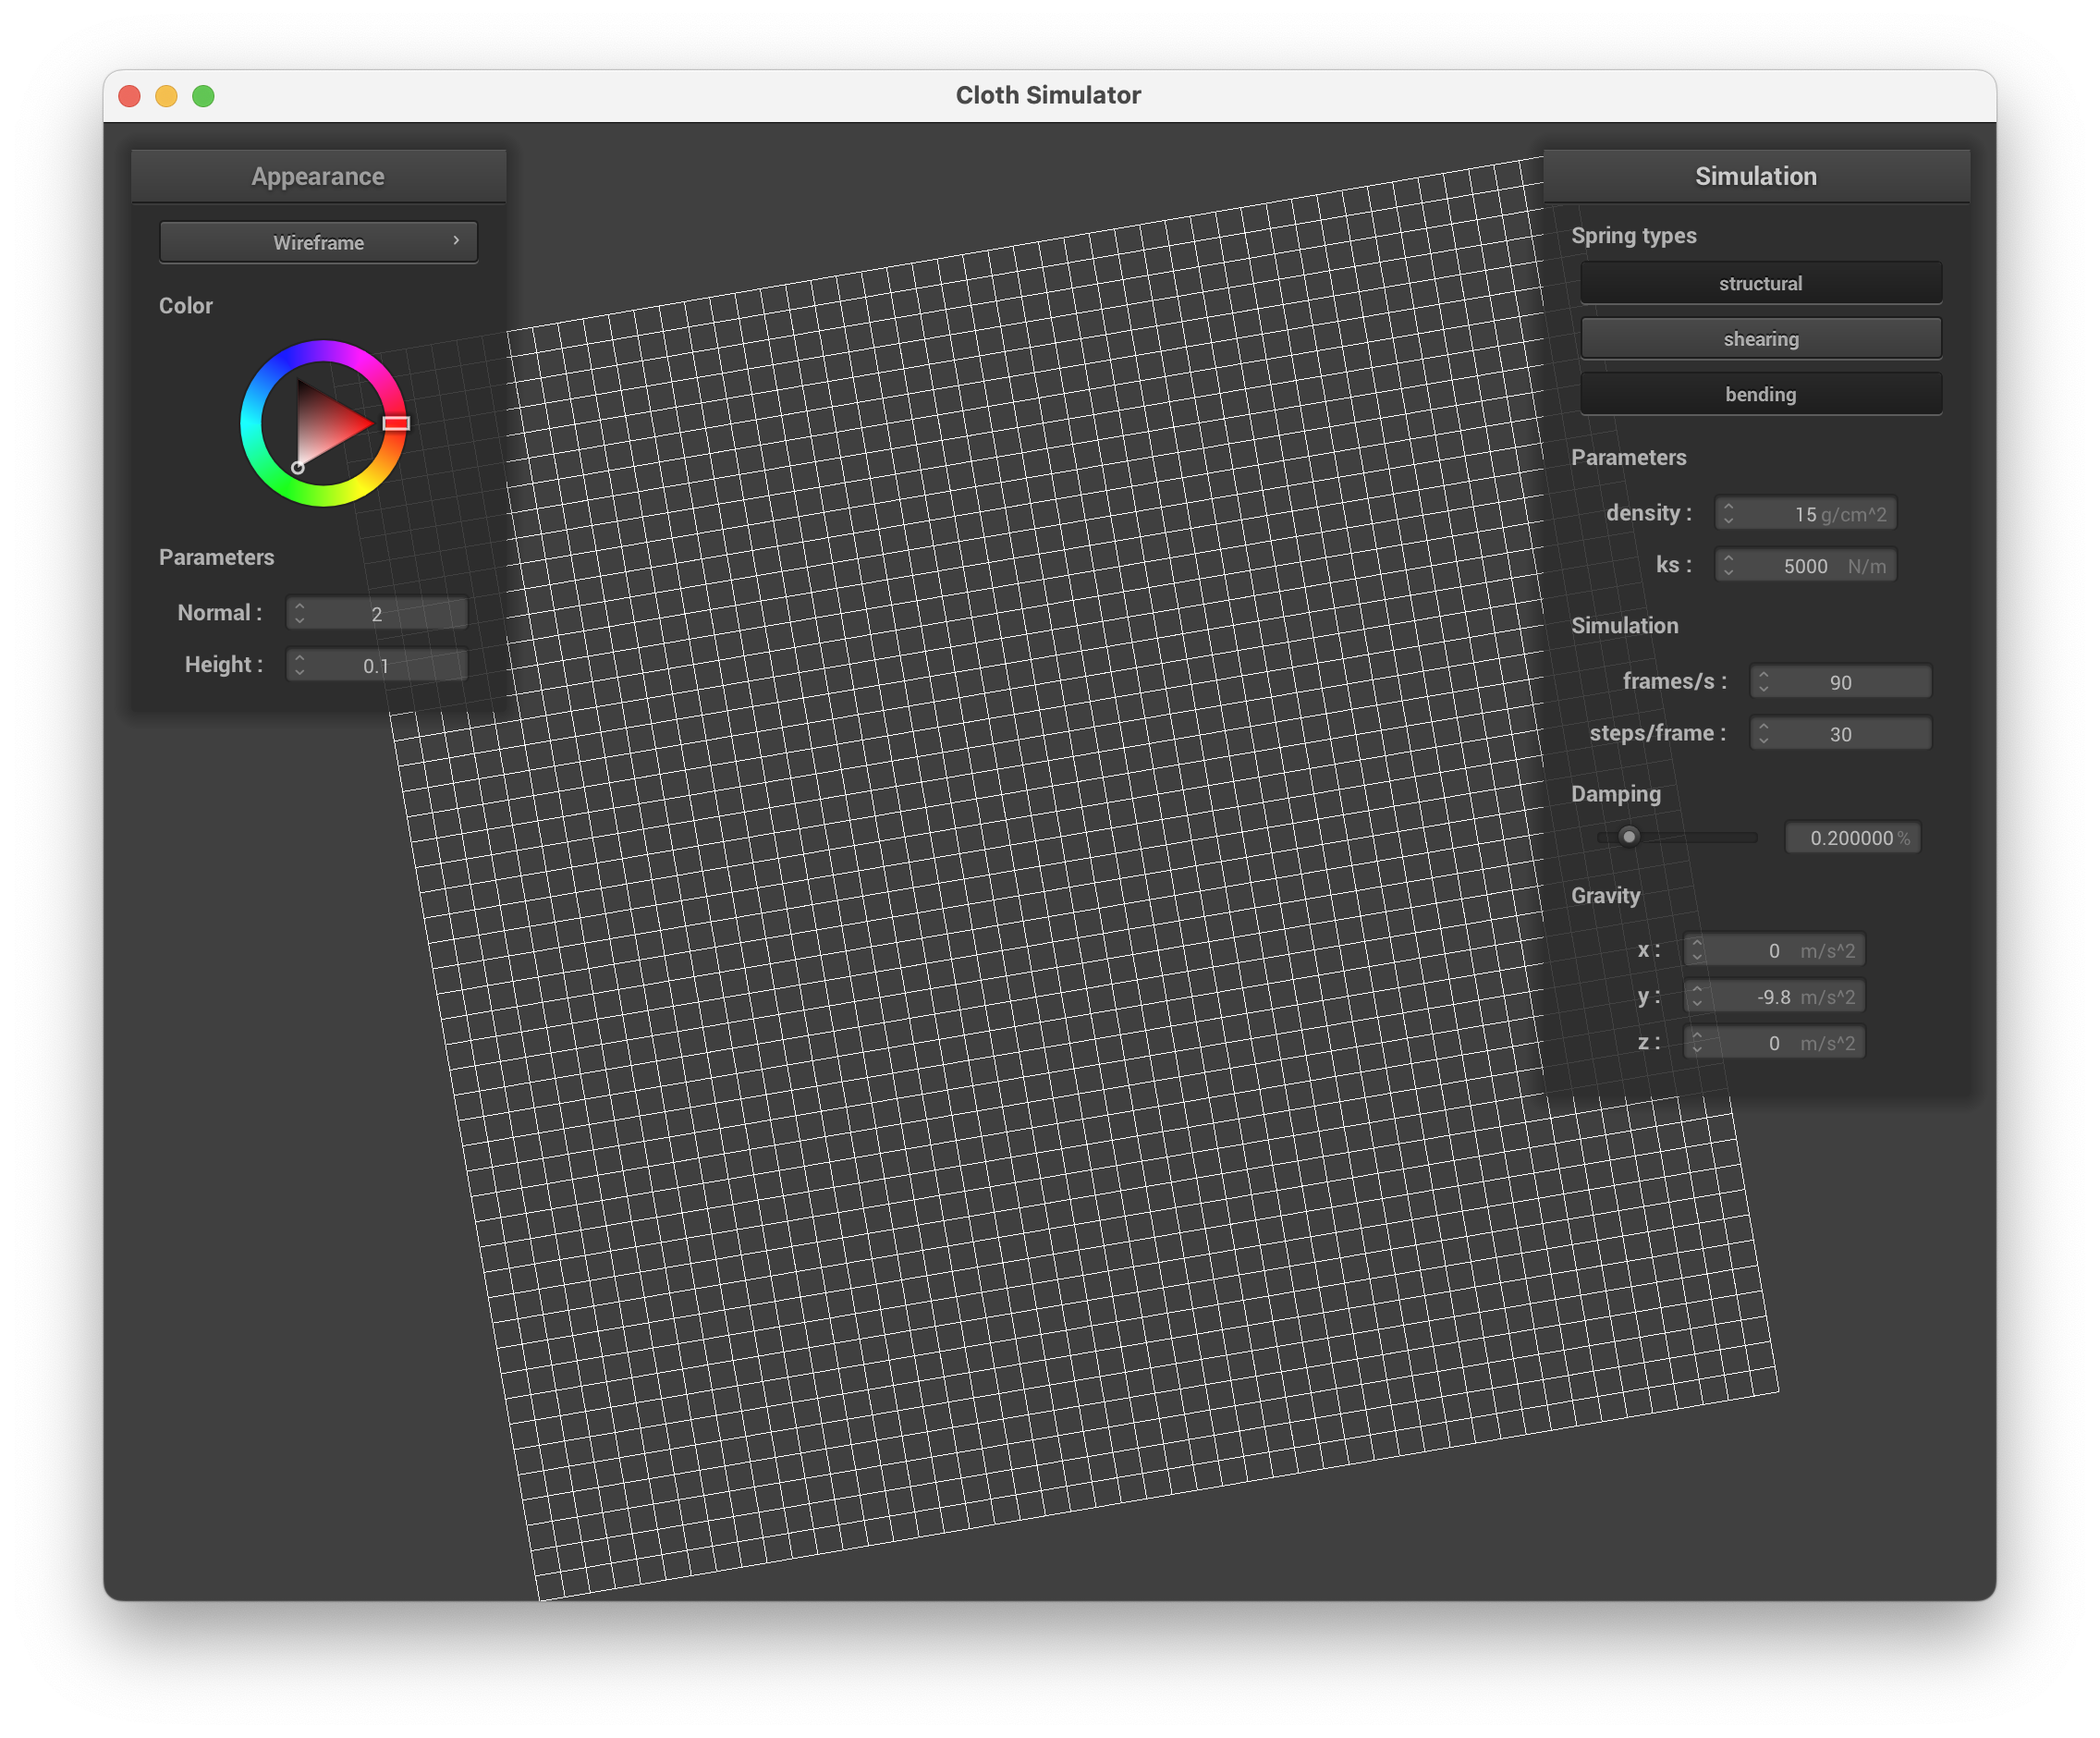 Cloth Simulator
Appearance
Wireframe
Color
Parameters
Normal : 2
Height : 0.1
Simulation
Spring types
structural
shearing
bending
Parameters
density : 15 g/cm^2
ks : 5000 N/m
Simulation
frames/s : 90
steps/frame : 30
Damping
0.200000 %
Gravity
x : 0 m/s^2
y : -9.8 m/s^2
z : 0 m/s^2